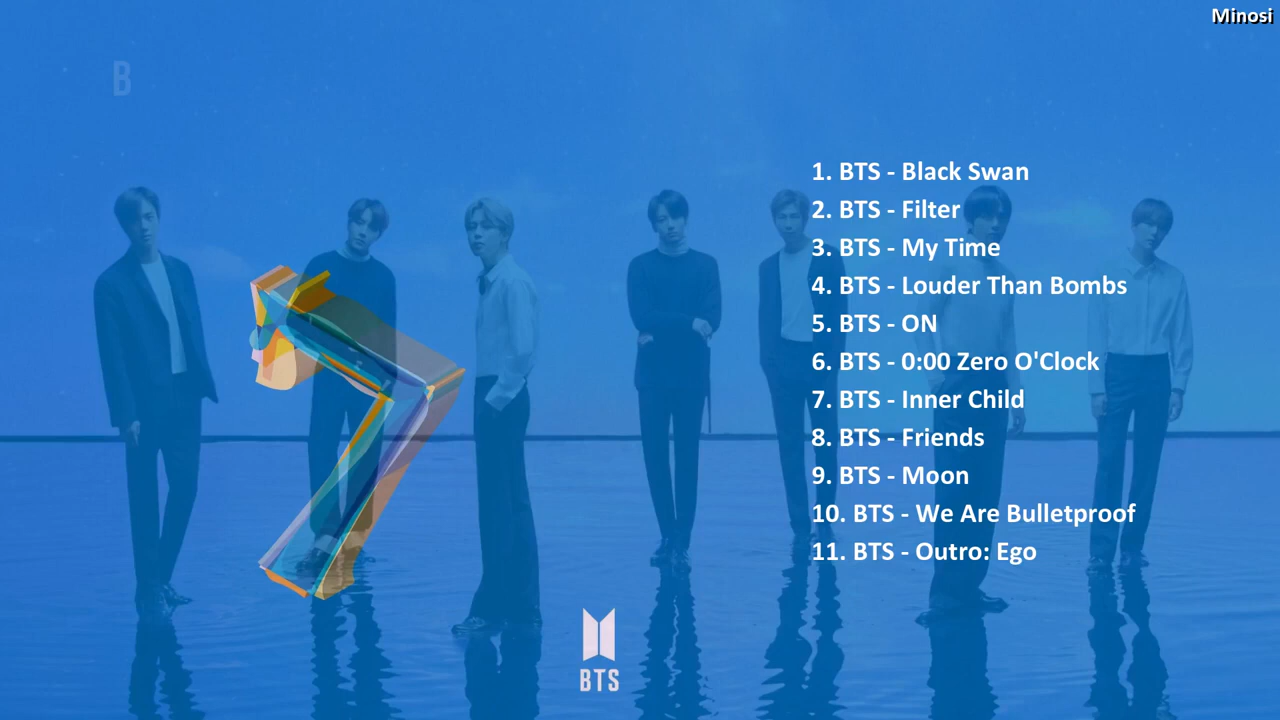 Minosi
B
1. BTS - Black Swan
2. BTS - Filter
3. BTS - My Time
4. BTS - Louder Than Bombs
5. BTS - ON
6. BTS - 0:00 Zero O'Clock
7. BTS - Inner Child
8. BTS - Friends
9. BTS - Moon
10. BTS - We Are Bulletproof
11. BTS - Outro: Ego
BTS